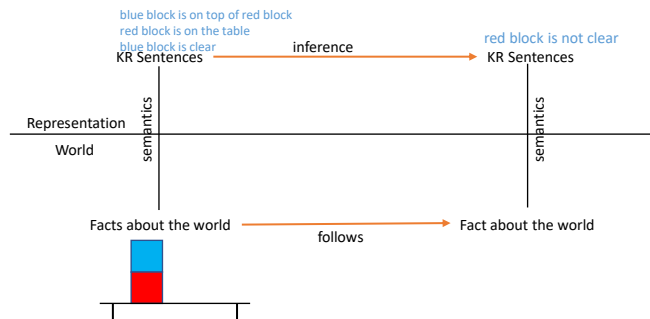 blue block is on top of red block
red block is on the table
blue block is clear
KR Sentences
inference
red block is not clear
KR Sentences
semantics
semantics
Representation
World
Facts about the world
follows
Fact about the world